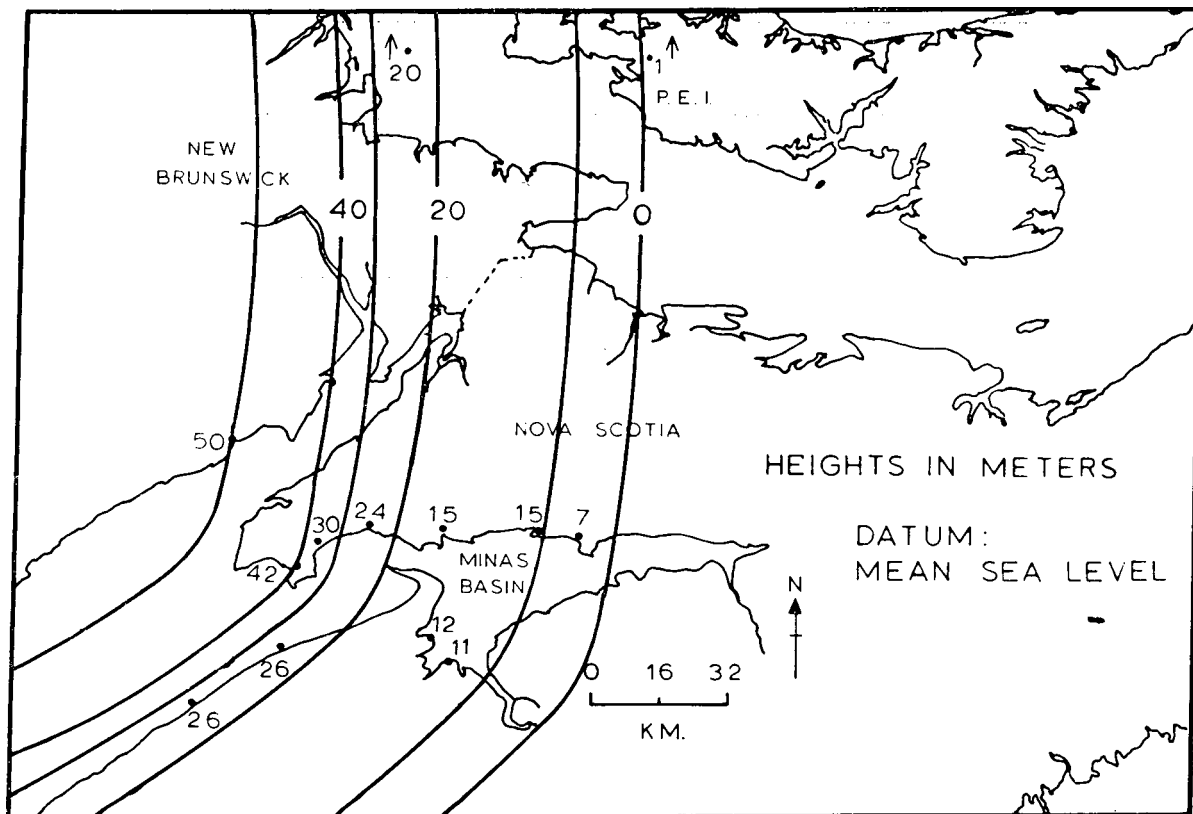 20
1
P.E.I.
NEW
BRUNSWICK
40
20
0
50
NOVA SCOTIA
HEIGHTS IN METERS
DATUM:
MEAN SEA LEVEL
30
24
15
15
7
42
MINAS
BASIN
N
12
11
26
26
0 16 32
KM.